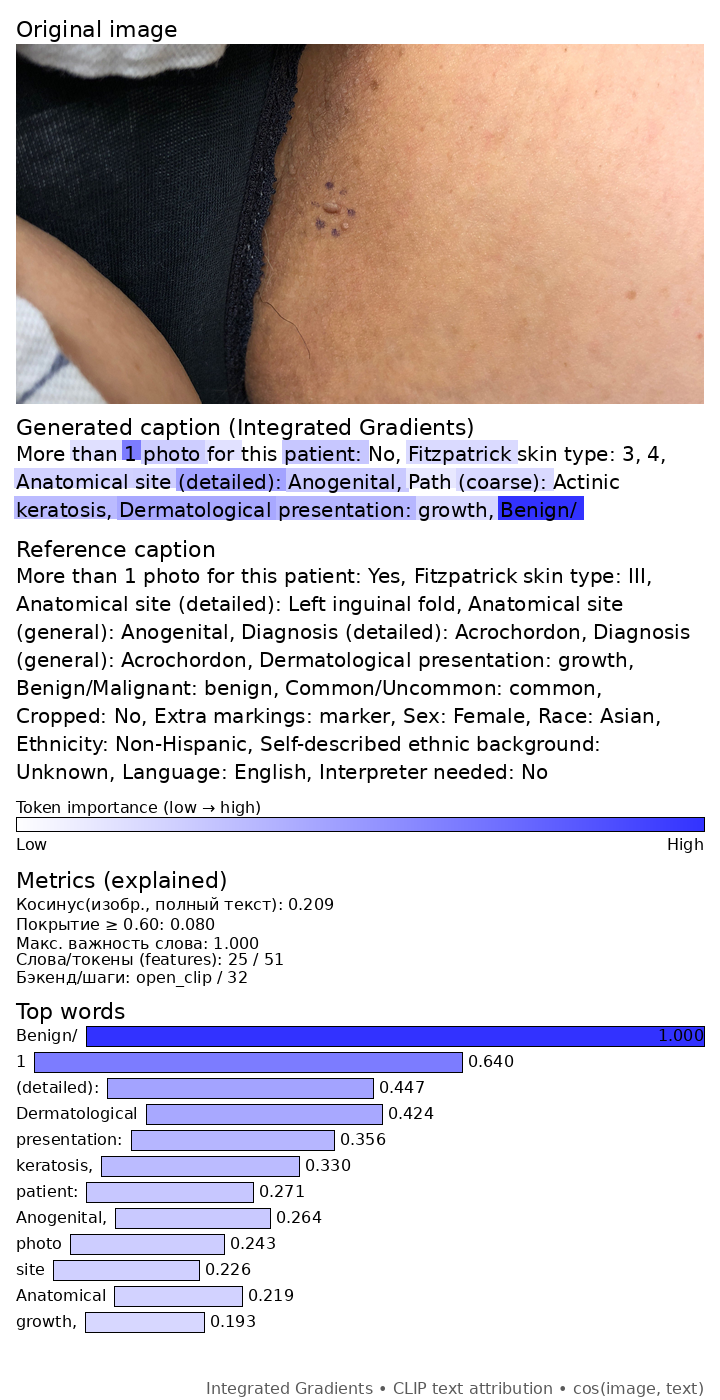 Original image
Generated caption (Integrated Gradients)
More than 1 photo for this patient: No, Fitzpatrick skin type: 3, 4,
Anatomical site (detailed): Anogenital, Path (coarse): Actinic
keratosis, Dermatological presentation: growth, Benign/
Reference caption
More than 1 photo for this patient: Yes, Fitzpatrick skin type: III,
Anatomical site (detailed): Left inguinal fold, Anatomical site
(general): Anogenital, Diagnosis (detailed): Acrochordon, Diagnosis
(general): Acrochordon, Dermatological presentation: growth,
Benign/Malignant: benign, Common/Uncommon: common,
Cropped: No, Extra markings: marker, Sex: Female, Race: Asian,
Ethnicity: Non-Hispanic, Self-described ethnic background:
Unknown, Language: English, Interpreter needed: No
Token importance (low → high)
Low High
Metrics (explained)
Косинус(изобр., полный текст): 0.209
Покрытие ≥ 0.60: 0.080
Макс. важность слова: 1.000
Слова/токены (features): 25 / 51
Бэкенд/шаги: open_clip / 32
Top words
Benign/ 1.000
1 0.640
(detailed): 0.447
Dermatological 0.424
presentation: 0.356
keratosis, 0.330
patient: 0.271
Anogenital, 0.264
photo 0.243
site 0.226
Anatomical 0.219
growth, 0.193
Integrated Gradients • CLIP text attribution • cos(image, text)